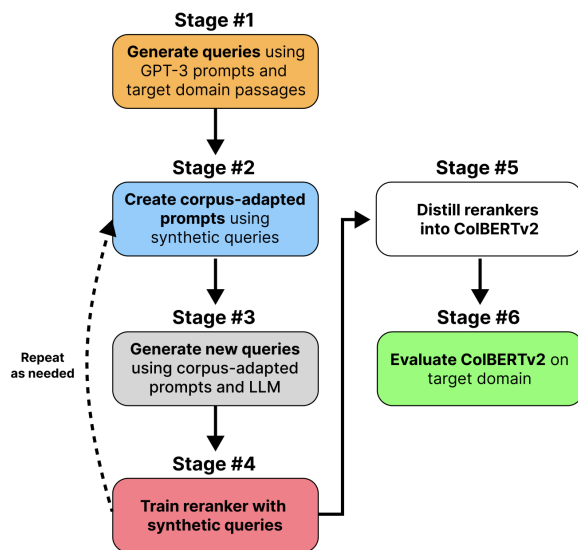 Stage #1
Generate queries using
GPT-3 prompts and
target domain passages
Stage #2
Create corpus-adapted
prompts using
synthetic queries
Stage #3
Generate new queries
using corpus-adapted
prompts and LLM
Repeat
as needed
Stage #4
Train reranker with
synthetic queries
Stage #5
Distill rerankers
into ColBERTv2
Stage #6
Evaluate ColBERTv2 on
target domain